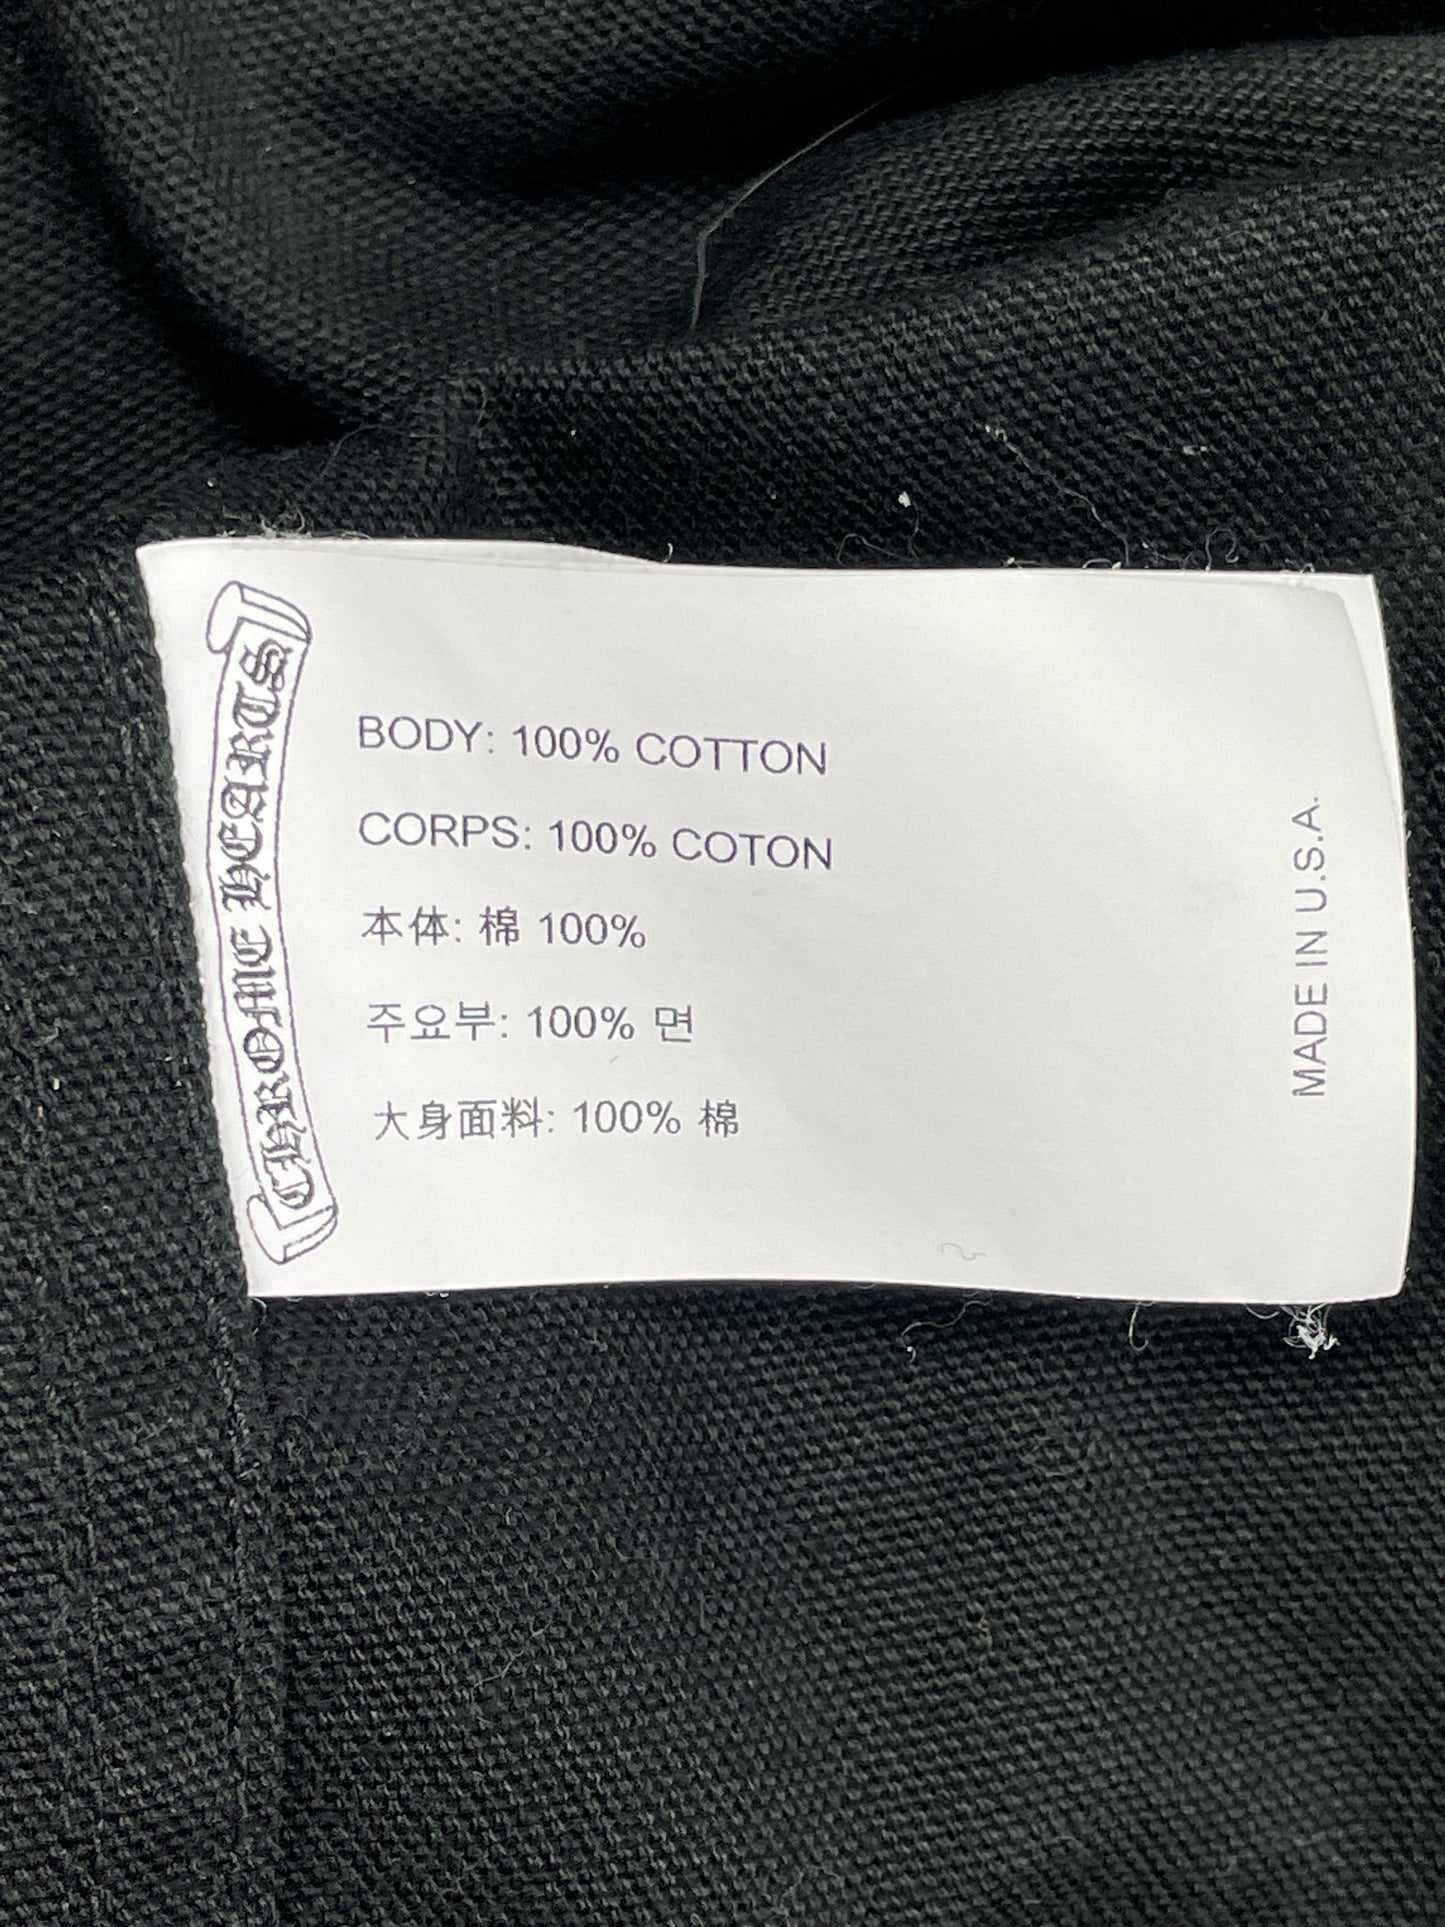 CHROME HEARTS
BODY: 100% COTTON
CORPS: 100% COTON
本体: 棉 100%
주요부: 100% 면
大身面料: 100% 棉
MADE IN U.S.A.